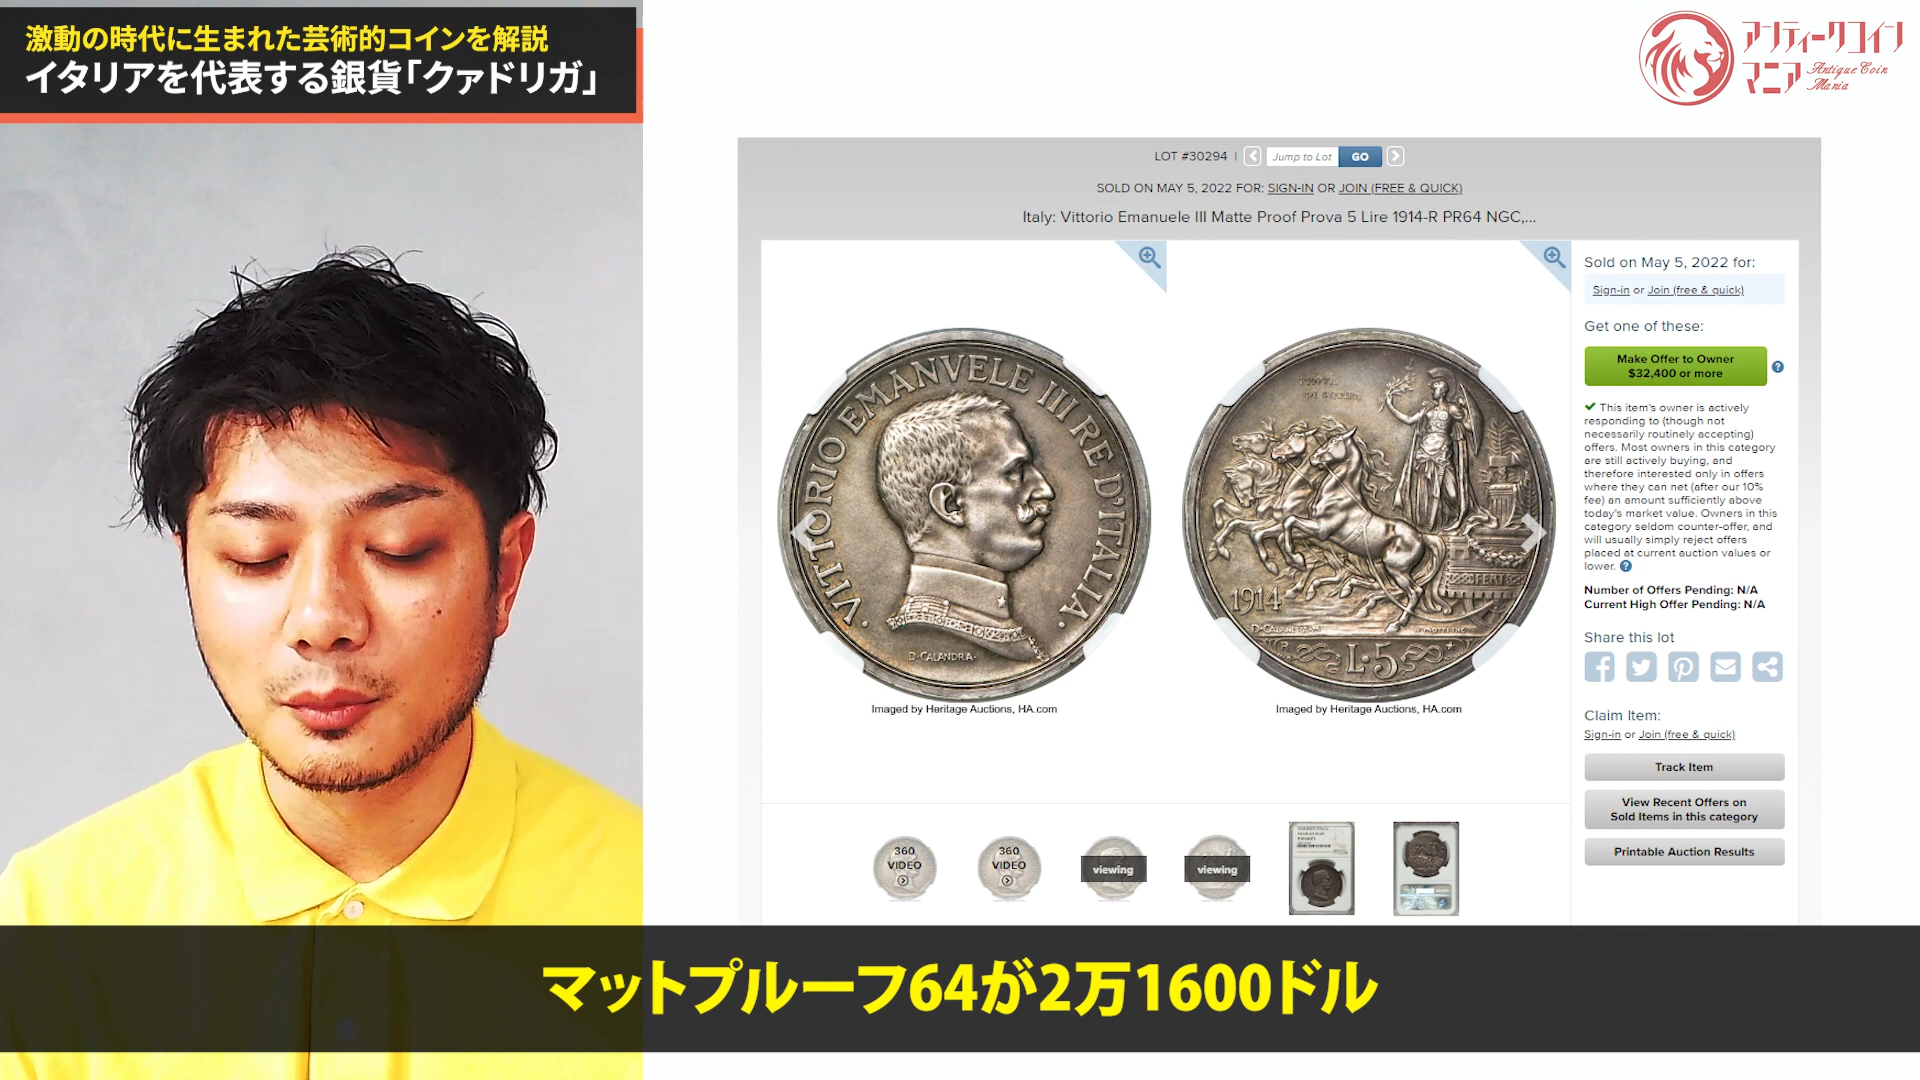 激動の時代に生まれた芸術的コインを解説
イタリアを代表する銀貨「クァドリガ」
アンティークコイン
マニア
Antique Coin
Mania
LOT #30294 | Jump to Lot GO
SOLD ON MAY 5, 2022 FOR: SIGN-IN OR JOIN (FREE & QUICK)
Italy: Vittorio Emanuele III Matte Proof Prova 5 Lire 1914-R PR64 NGC,...
VITTORIO EMANVELE III RE D'ITALIA
D·CALANDRA·
Imaged by Heritage Auctions, HA.com
PROVA
FERT
1914
D·CALANDRA
L·5
Imaged by Heritage Auctions, HA.com
360
VIDEO
360
VIDEO
viewing
viewing
Sold on May 5, 2022 for:
Sign-in or Join (free & quick)
Get one of these:
Make Offer to Owner
$32,400 or more
?
This item's owner is actively
responding to (though not
necessarily routinely accepting)
offers. Most owners in this category
are still actively buying, and
therefore interested only in offers
where they can net (after our 10%
fee) an amount sufficiently above
today's market value. Owners in this
category seldom counter-offer, and
will usually simply reject offers
placed at current auction values or
lower. ?
Number of Offers Pending: N/A
Current High Offer Pending: N/A
Share this lot
Claim Item:
Sign-in or Join (free & quick)
Track Item
View Recent Offers on
Sold Items in this category
Printable Auction Results
マットプルーフ64が2万1600ドル